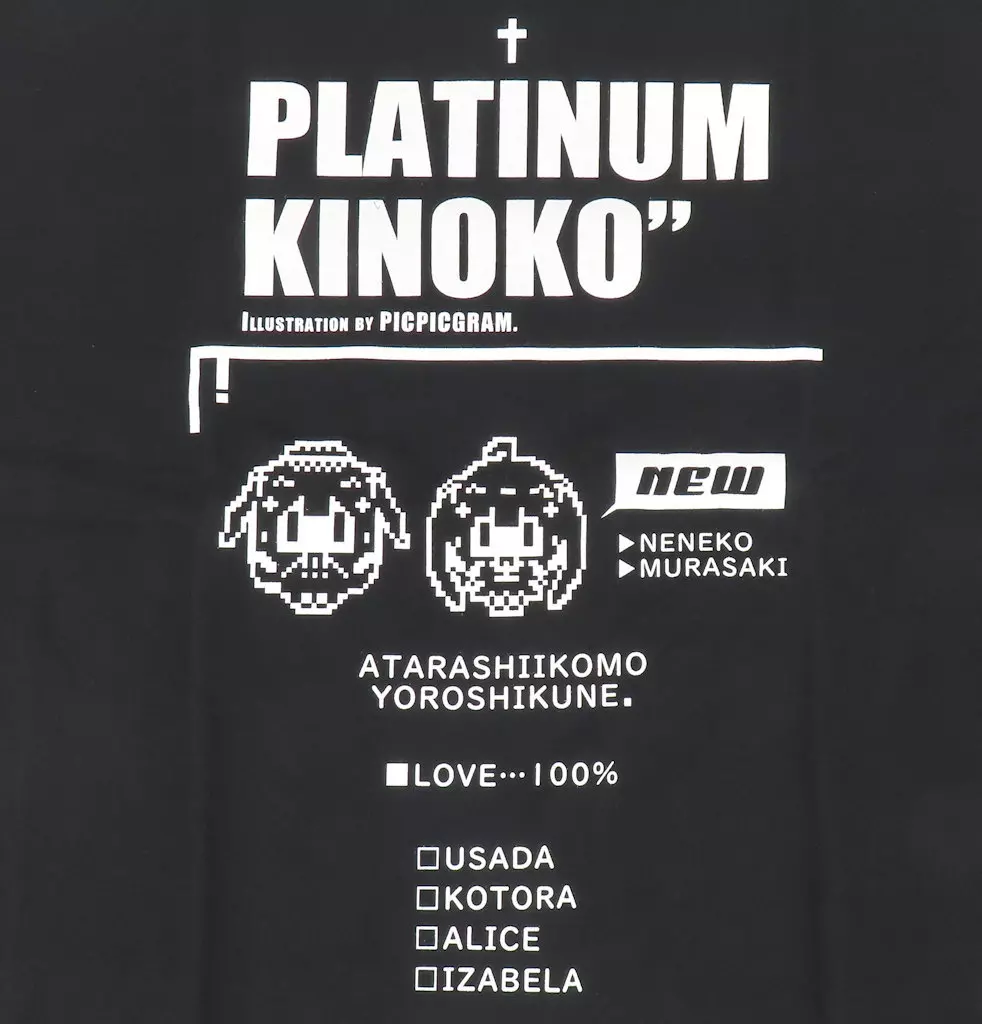 †
PLATINUM
KINOKO”
ILLUSTRATION BY PICPICGRAM.
!
NEW
▶NENEKO
▶MURASAKI
ATARASHIIKOMO
YOROSHIKUNE.
■LOVE…100%
□USADA
□KOTORA
□ALICE
□IZABELA